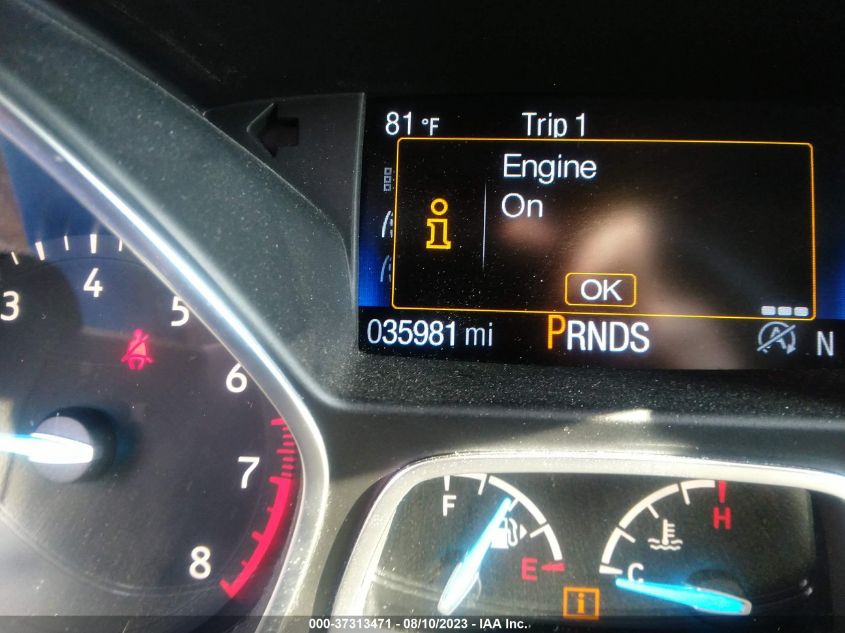 81 °F Trip 1
Engine
On
i
OK
035981 mi PRNDS A N
3 4 5 6 7 8
F E
C H
i
000-37313471 - 08/10/2023 - IAA Inc.